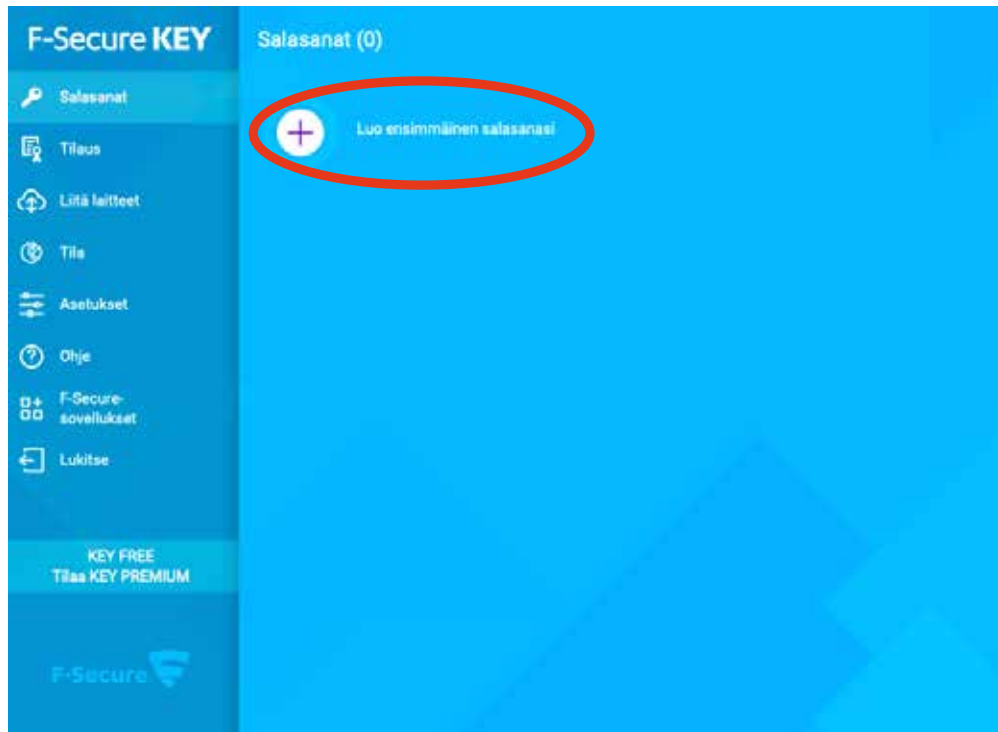 F-Secure KEY
Salasanat (0)
Salasanat
Luo ensimmäinen salasanasi
Tilaus
Liitä laitteet
Tila
Asetukset
Ohje
F-Secure-
sovellukset
Lukitse
KEY FREE
Tilaa KEY PREMIUM
F-Secure